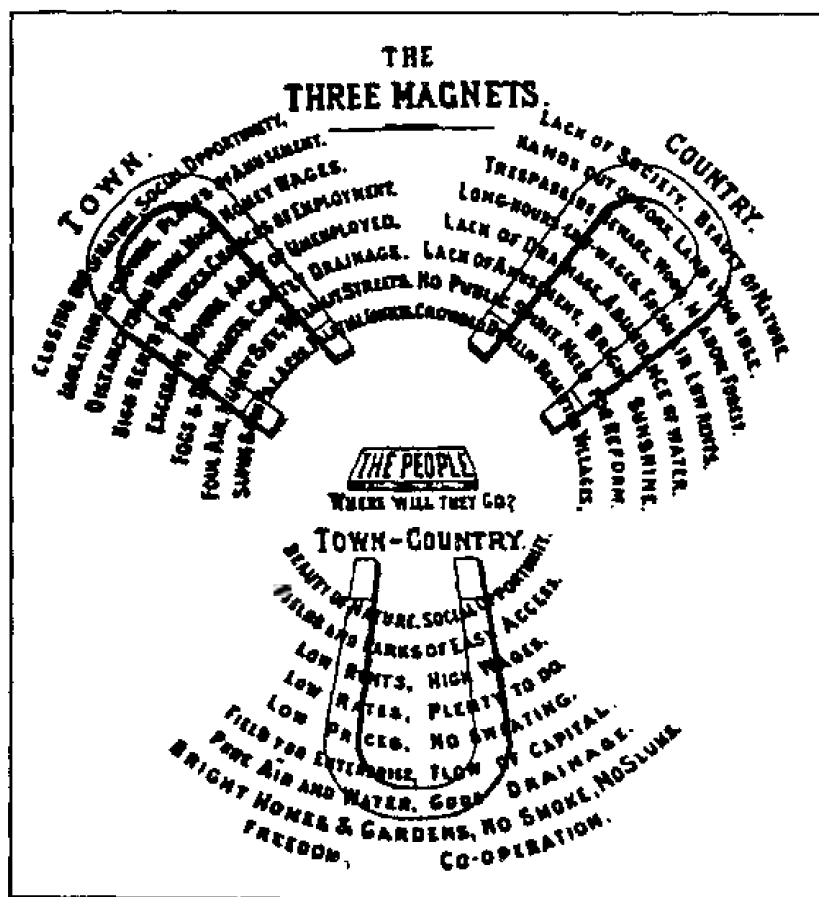 THE
THREE MAGNETS.
TOWN.
CLOSING OUT OF NATURE. SOCIAL OPPORTUNITY.
ISOLATION OF CROWDS. PLACES OF AMUSEMENT.
DISTANCE FROM WORK. HIGH MONEY WAGES.
HIGH RENTS & PRICES. CHANCES OF EMPLOYMENT.
EXCESSIVE HOURS. ARMY OF UNEMPLOYED.
FOGS & DROUGHTS. COSTLY DRAINAGE.
FOUL AIR. MURKY SKY. WELL-LIT STREETS.
SLUMS & GIN PALACES. PALATIAL EDIFICES.
COUNTRY.
LACK OF SOCIETY. BEAUTY OF NATURE.
HANDS OUT OF WORK. LAND LYING IDLE.
TRESPASSERS BEWARE. WOOD, MEADOW, FOREST.
LONG HOURS-LOW WAGES. FRESH AIR. LOW RENTS.
LACK OF DRAINAGE. ABUNDANCE OF WATER.
LACK OF AMUSEMENT. BRIGHT SUNSHINE.
NO PUBLIC SPIRIT. NEED FOR REFORM.
CROWDED DWELLINGS. DESERTED VILLAGES.
THE PEOPLE
WHERE WILL THEY GO?
TOWN-COUNTRY.
BEAUTY OF NATURE. SOCIAL OPPORTUNITY.
FIELDS AND PARKS OF EASY ACCESS.
LOW RENTS, HIGH WAGES.
LOW RATES, PLENTY TO DO.
LOW PRICES, NO SWEATING.
FIELD FOR ENTERPRISE, FLOW OF CAPITAL.
PURE AIR AND WATER, GOOD DRAINAGE.
BRIGHT HOMES & GARDENS, NO SMOKE, NO SLUMS.
FREEDOM. CO-OPERATION.